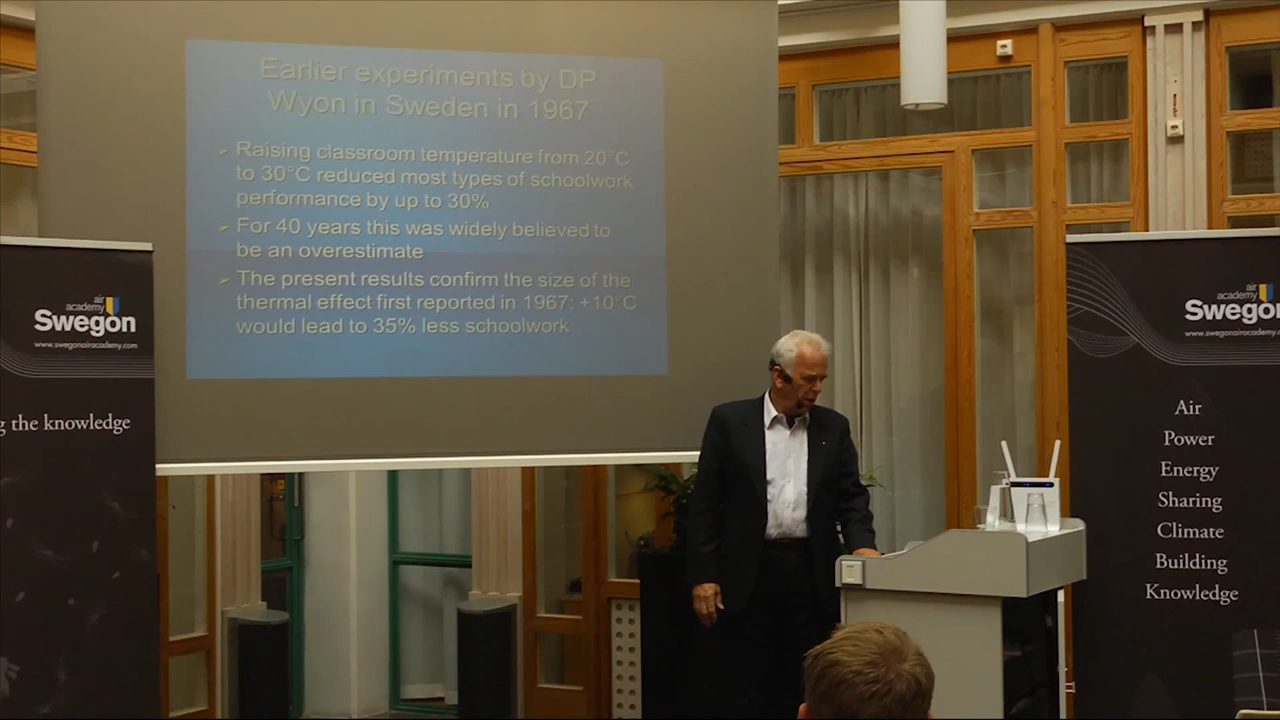 Earlier experiments by DP
Wyon in Sweden in 1967
Raising classroom temperature from 20°C
to 30°C reduced most types of schoolwork
performance by up to 30%
For 40 years this was widely believed to
be an overestimate
The present results confirm the size of the
thermal effect first reported in 1967: +10°C
would lead to 35% less schoolwork
air
academy
Swegon
www.swegonairacademy.com
g the knowledge
air
academy
Swego
www.swegonairacademy.c
Air
Power
Energy
Sharing
Climate
Building
Knowledge